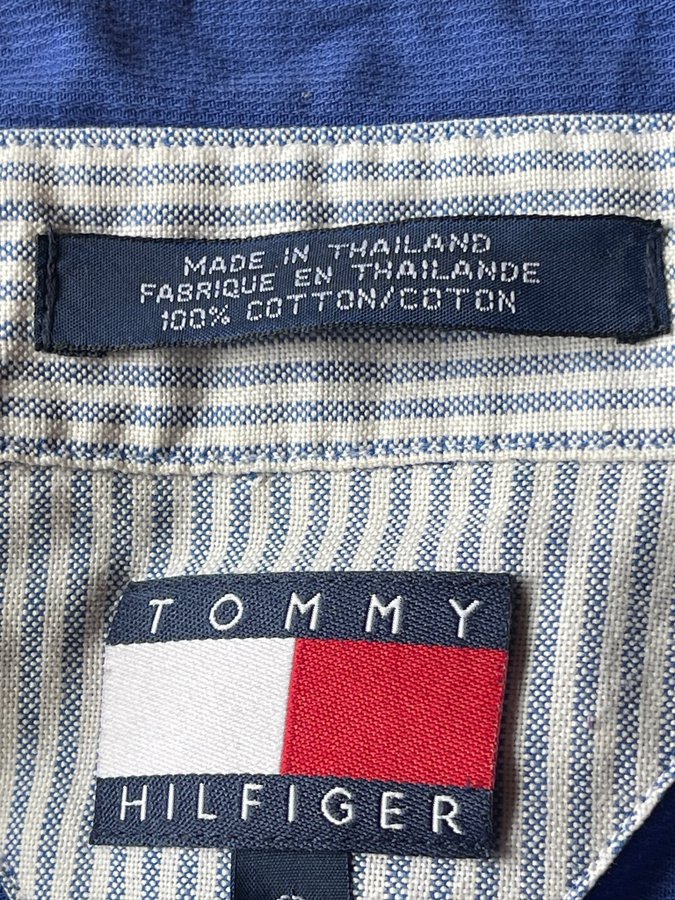 MADE IN THAILAND
FABRIQUE EN THAILANDE
100% COTTON/COTON
TOMMY
HILFIGER